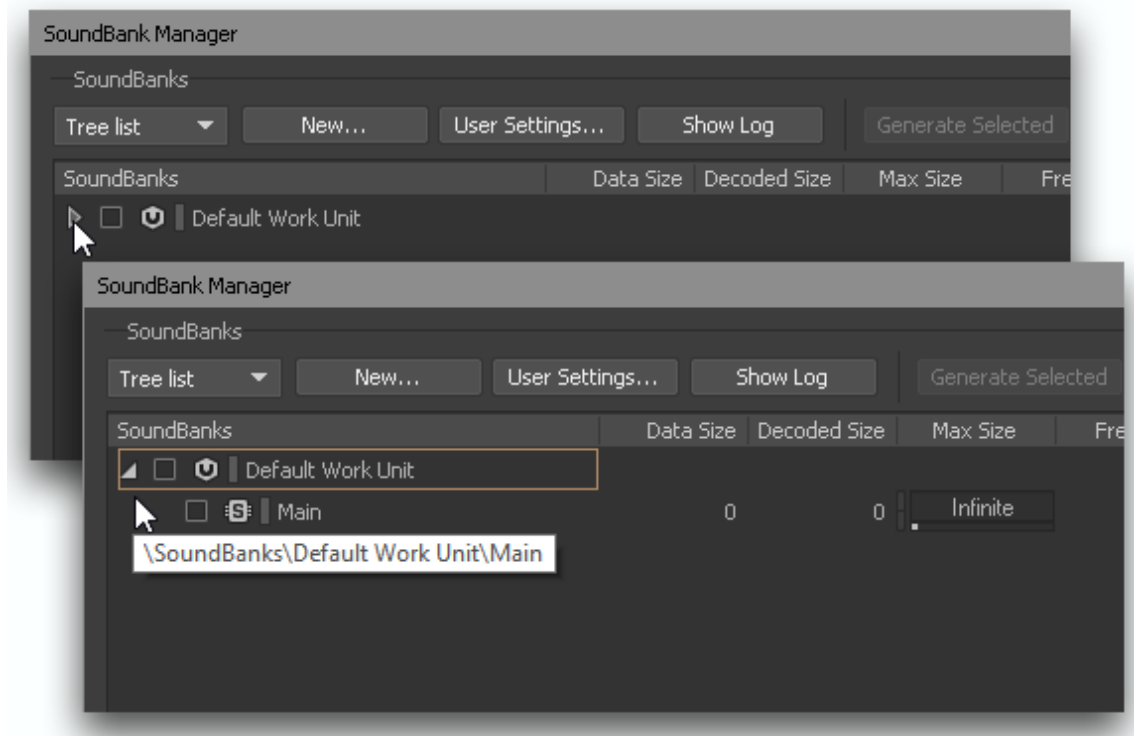 SoundBank Manager
SoundBanks
Tree list New... User Settings... Show Log Generate Selected
SoundBanks Data Size Decoded Size Max Size Fre
Default Work Unit
SoundBank Manager
SoundBanks
Tree list New... User Settings... Show Log Generate Selected
SoundBanks Data Size Decoded Size Max Size Fre
Default Work Unit
Main 0 0 Infinite
\SoundBanks\Default Work Unit\Main